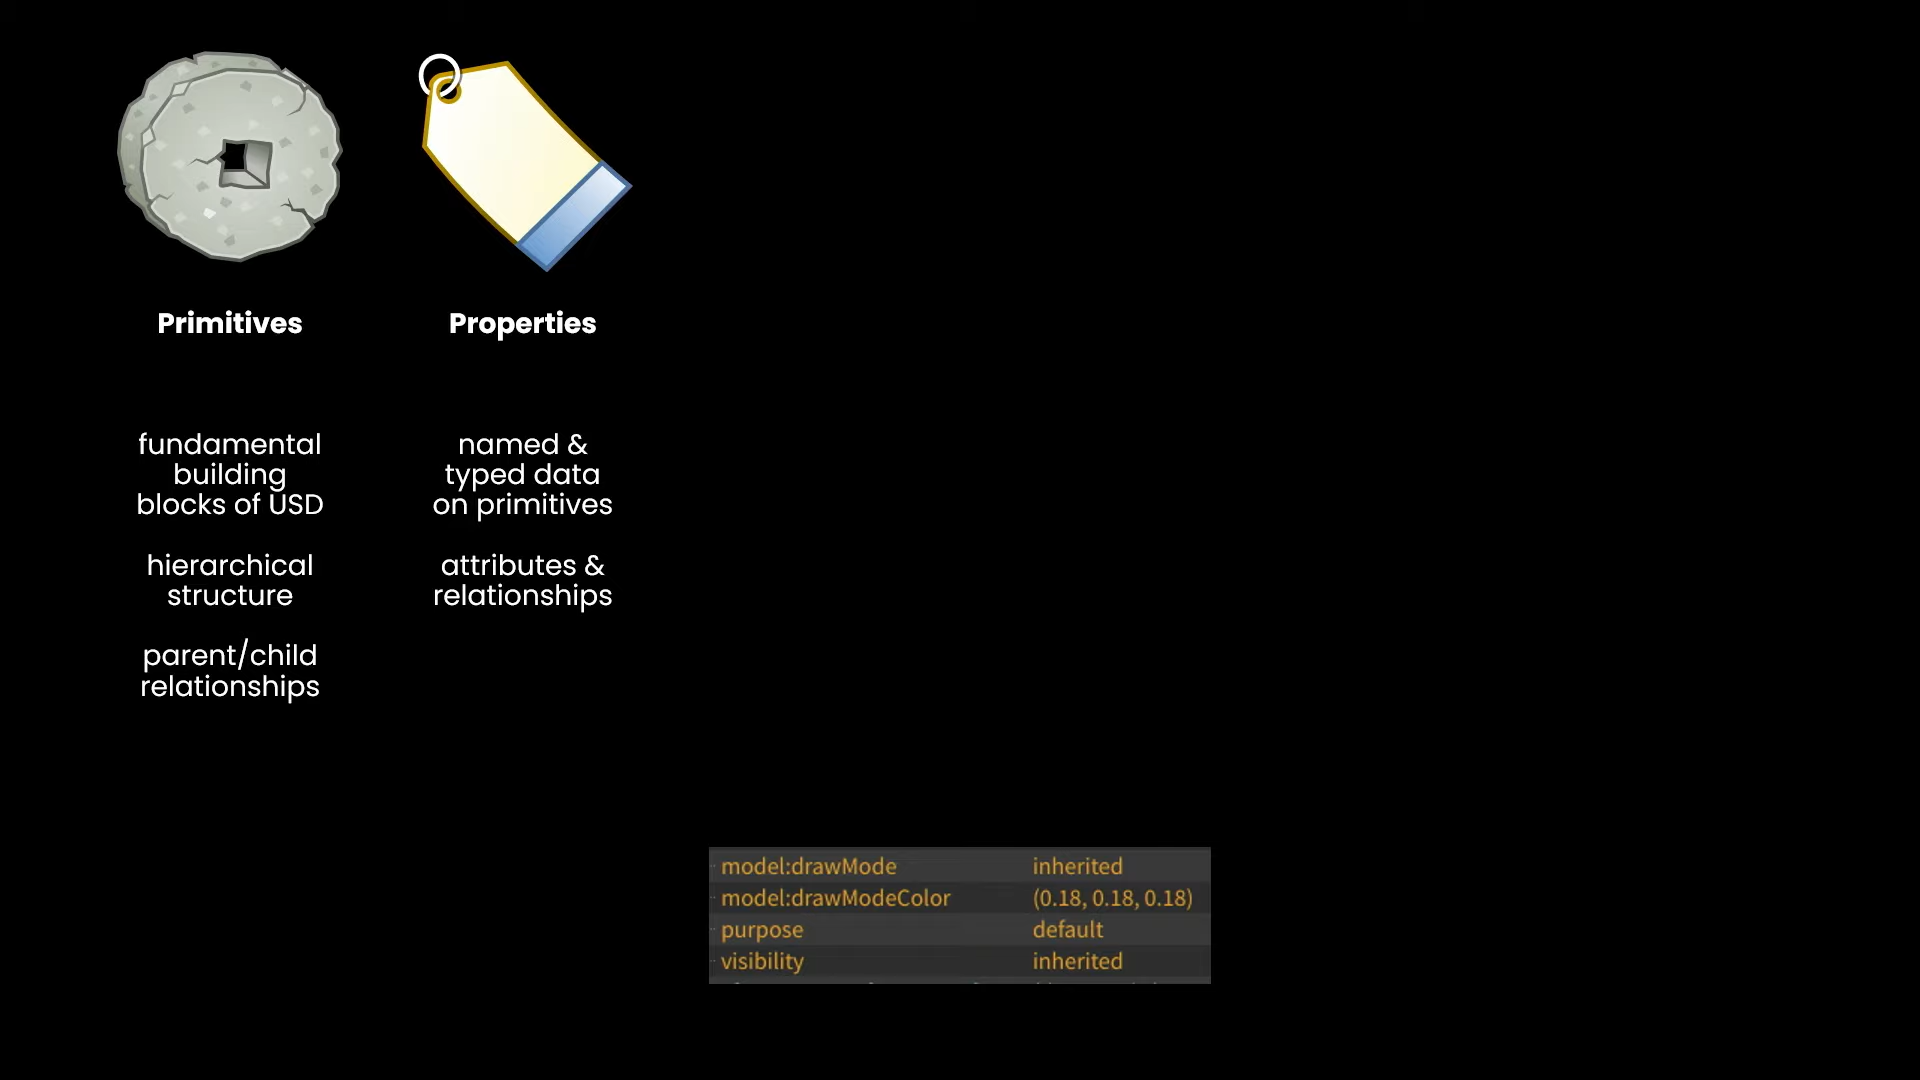 Primitives
fundamental
building
blocks of USD
hierarchical
structure
parent/child
relationships
Properties
named &
typed data
on primitives
attributes &
relationships
model:drawMode inherited
model:drawModeColor (0.18, 0.18, 0.18)
purpose default
visibility inherited